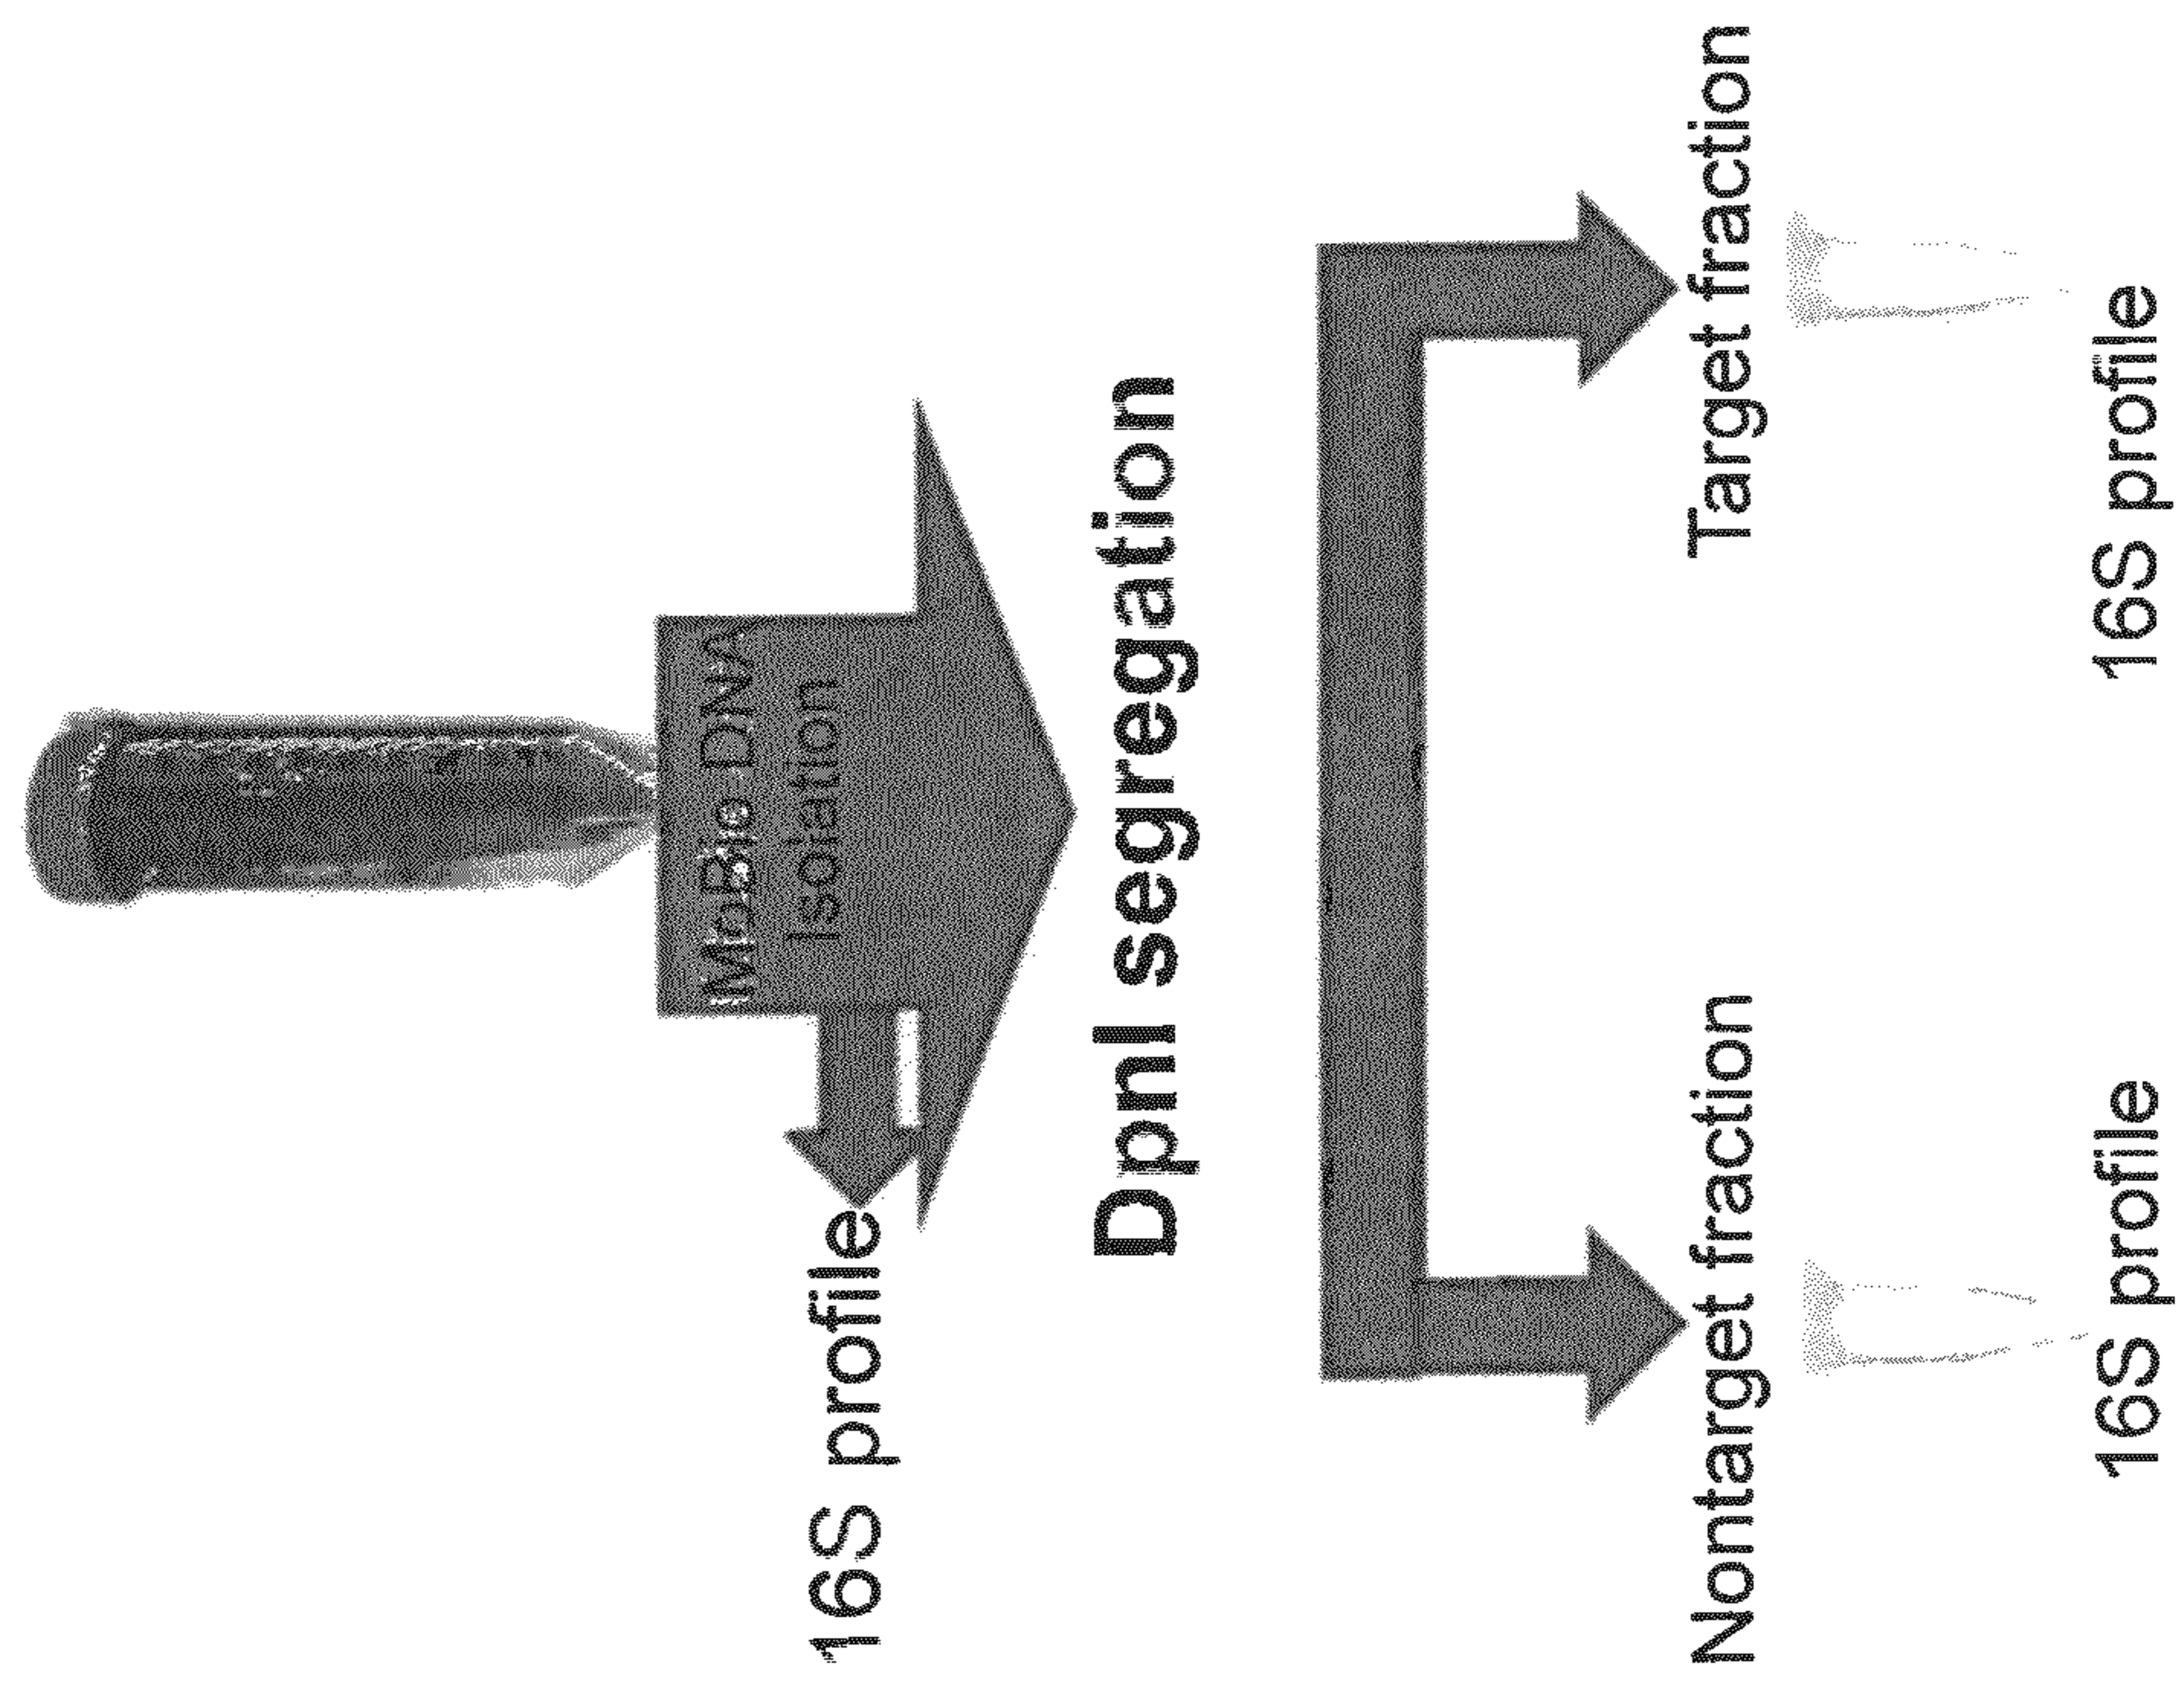 MoBio DNA
Isolation
16S profile
DpnI segregation
Nontarget fraction
Target fraction
16S profile
16S profile